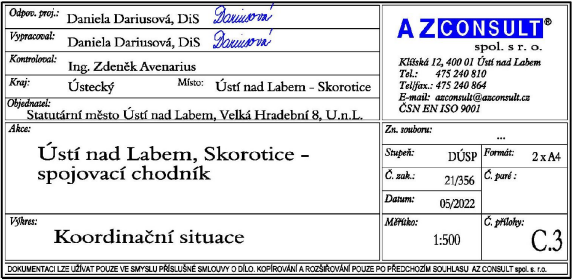 Odpov. proj.: Daniela Dariusová, DiS Dariusová
Vypracoval: Daniela Dariusová, DiS Dariusová
Kontroloval: Ing. Zdeněk Avenarius
Kraj: Ústecký Místo: Ústí nad Labem - Skorotice
Objednatel:
Statutární město Ústí nad Labem, Velká Hradební 8, U.n.L.
AZ CONSULT®
spol. s r. o.
Klíšská 12, 400 01 Ústí nad Labem
Tel.: 475 240 810
Tel/fax.: 475 240 864
E-mail: azconsult@azconsult.cz
ČSN EN ISO 9001
Akce:
Ústí nad Labem, Skorotice -
spojovací chodník
Zn. souboru: ...
Stupeň: DÚSP Formát: 2 x A4
Č. zak.: 21/356 Č. paré :
Datum: 05/2022
Výkres:
Koordinační situace
Měřítko: 1:500
Č. přílohy: C.3
DOKUMENTACI LZE UŽÍVAT POUZE VE SMYSLU PŘÍSLUŠNÉ SMLOUVY O DÍLO. KOPÍROVÁNÍ A ROZŠIŘOVÁNÍ POUZE PO PŘEDCHOZÍM SOUHLASU AZ CONSULT spol. s r. o.